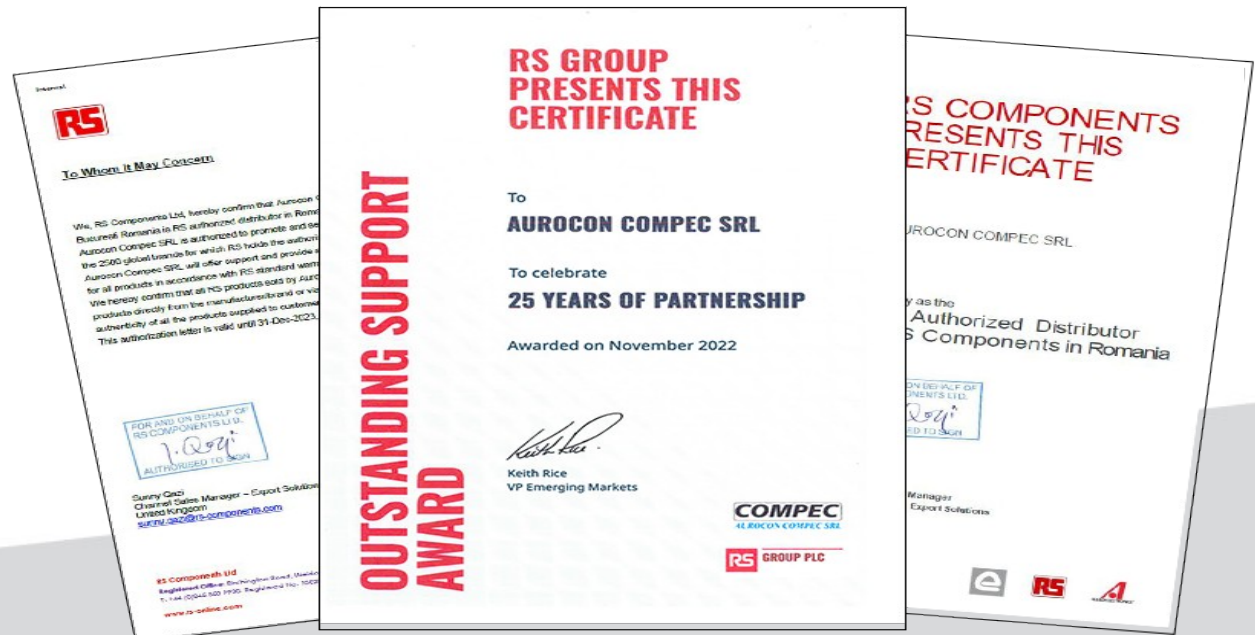 Internal
RS
To Whom It May Concern
We, RS Components Ltd, hereby confirm that Aurocon
Bucuresti Romania is RS authorized distributor in
Aurocon Compec SRL is authorized to promote and
the 2500 global brands for which RS holds the
Aurocon Compec SRL will offer support and provide
for all products in accordance with RS standard
We hereby confirm that all RS products sold by
products directly from the manufacturer/brand or
authenticity of all the products supplied to
This authorization letter is valid until 31-Dec-2023.
FOR AND ON BEHALF OF
RS COMPONENTS LTD.
AUTHORISED TO SIGN
Sunny Qazi
Channel Sales Manager – Export Solution
United Kingdom
sunny.qazi@rs-components.com
RS Components Ltd
Registered Office: Birchington Road,
www.rs-online.com
OUTSTANDING SUPPORT
AWARD
RS GROUP
PRESENTS THIS
CERTIFICATE
To
AUROCON COMPEC SRL
To celebrate
25 YEARS OF PARTNERSHIP
Awarded on November 2022
Keith Rice
Keith Rice
VP Emerging Markets
COMPEC
AUROCON COMPEC SRL
RS GROUP PLC
RS COMPONENTS
RESENTS THIS
ERTIFICATE
UROCON COMPEC SRL
y as the
Authorized Distributor
S Components in Romania
ON BEHALF OF
ONENTS LTD.
ED TO SIGN
Manager
Export Solutions
RS